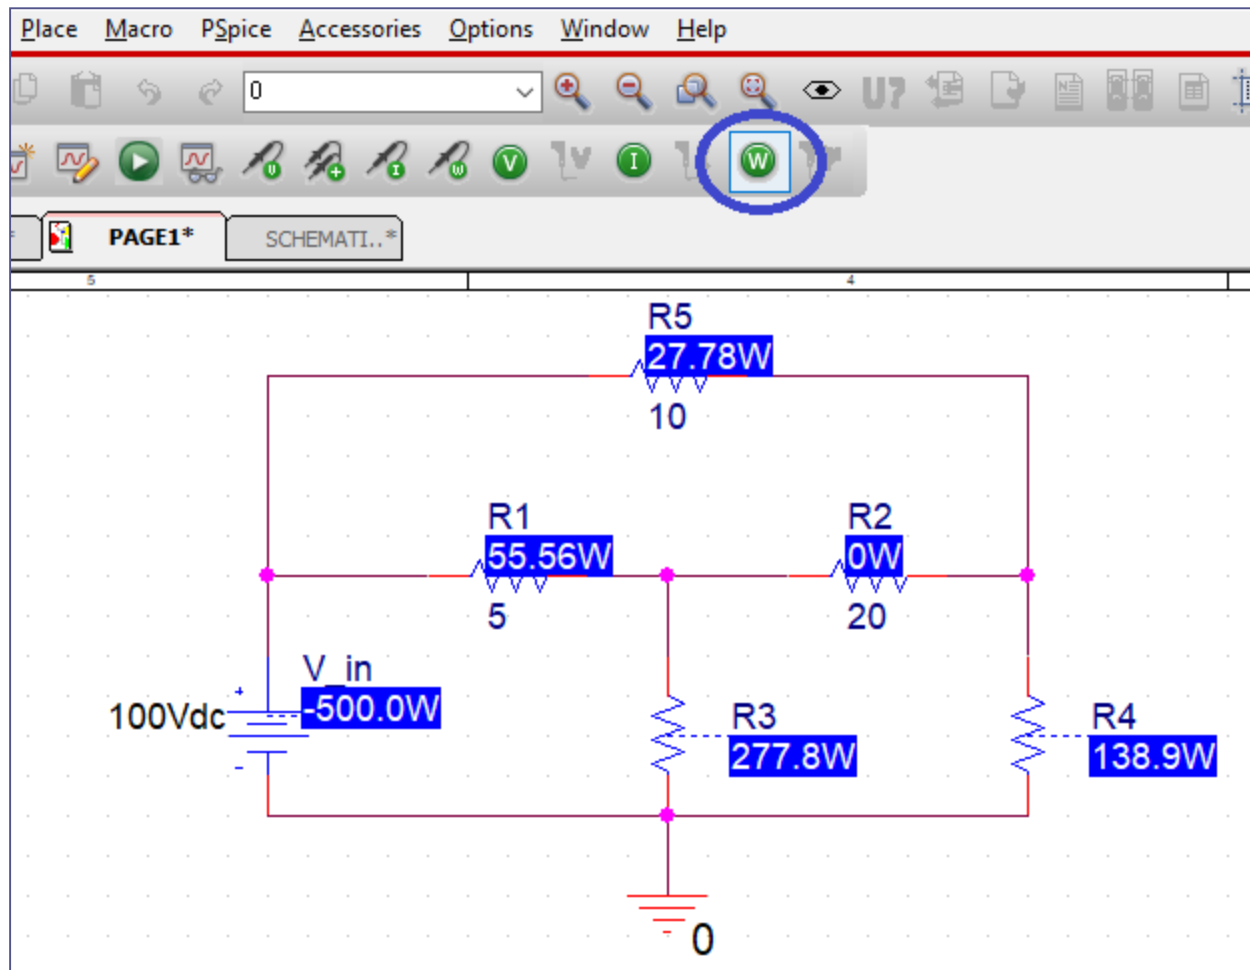 Place Macro PSpice Accessories Options Window Help
0
U?
V I W
PAGE1* SCHEMATI..*
5 4
R5
27.78W
10
R1 R2
55.56W 0W
5 20
V_in
-500.0W
100Vdc
+
-
R3 R4
277.8W 138.9W
0